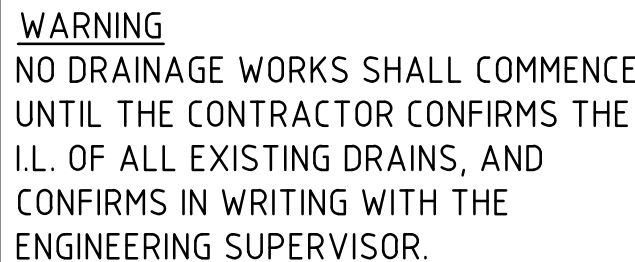 WARNING
NO DRAINAGE WORKS SHALL COMMENCE
UNTIL THE CONTRACTOR CONFIRMS THE
I.L. OF ALL EXISTING DRAINS, AND
CONFIRMS IN WRITING WITH THE
ENGINEERING SUPERVISOR.